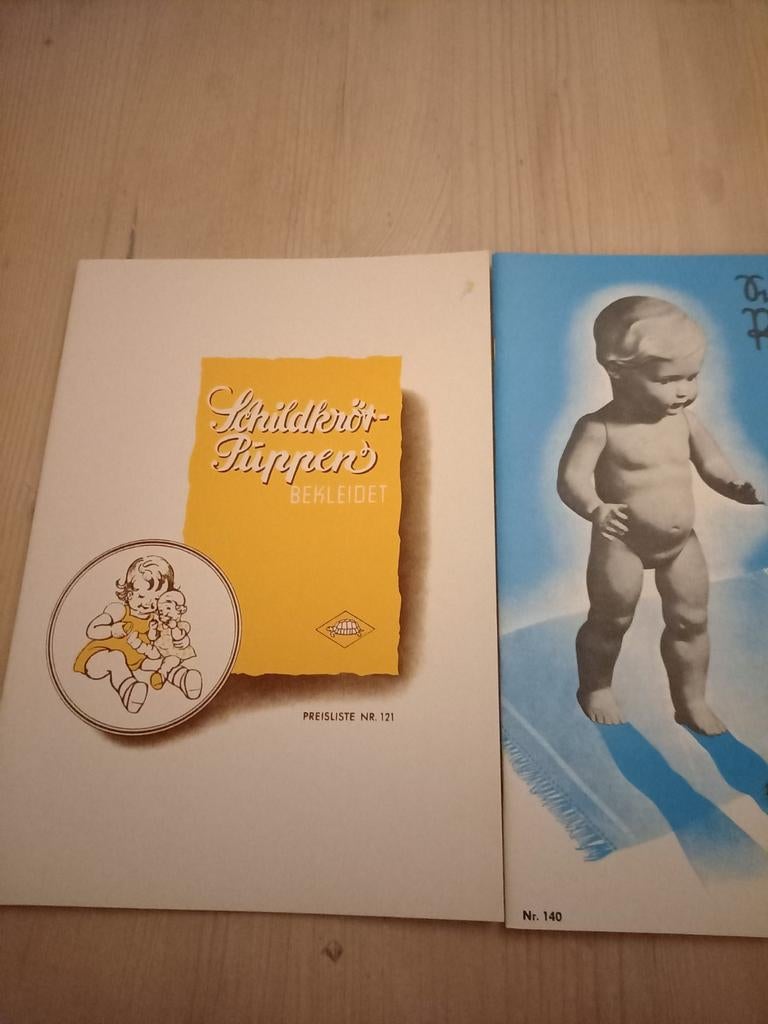 Schildkröt-
Puppen
BEKLEIDET
PREISLISTE NR. 121
Nr. 140